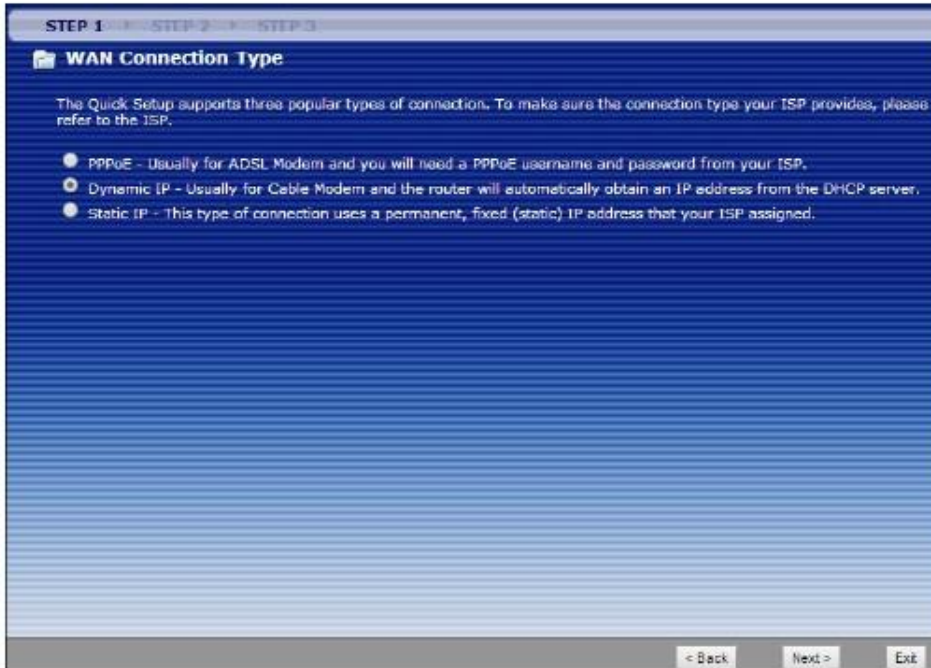 STEP 1 STEP 2 STEP 3
WAN Connection Type
The Quick Setup supports three popular types of connection. To make sure the connection type your ISP provides, please
refer to the ISP.
PPPoE - Usually for ADSL Modem and you will need a PPPoE username and password from your ISP.
Dynamic IP - Usually for Cable Modem and the router will automatically obtain an IP address from the DHCP server.
Static IP - This type of connection uses a permanent, fixed (static) IP address that your ISP assigned.
< Back Next > Exit